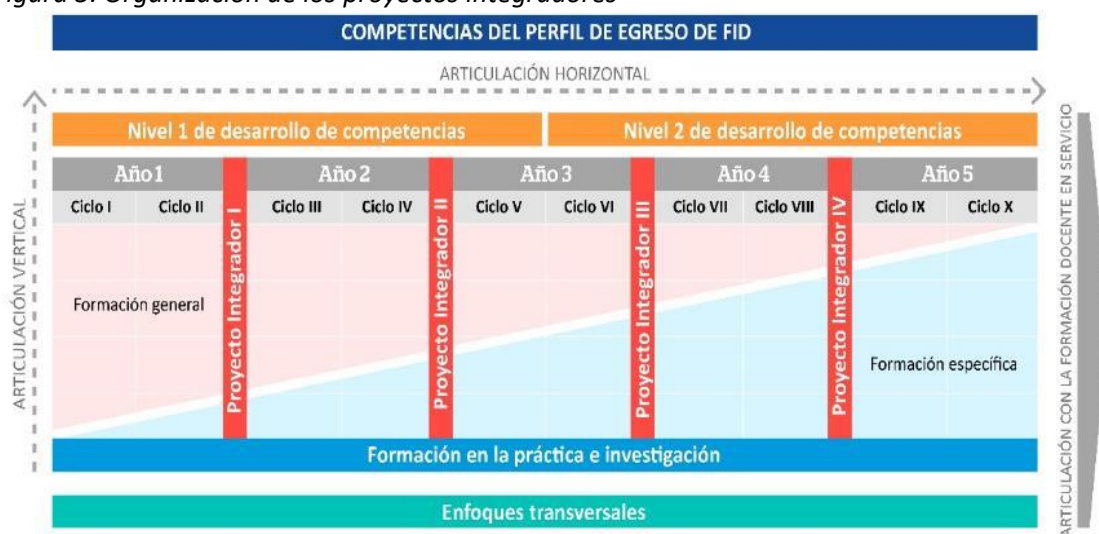 COMPETENCIAS DEL PERFIL DE EGRESO DE FID
ARTICULACIÓN HORIZONTAL
Nivel 1 de desarrollo de competencias
Nivel 2 de desarrollo de competencias
Año 1
Año 2
Año 3
Año 4
Año 5
Ciclo I
Ciclo II
Ciclo III
Ciclo IV
Ciclo V
Ciclo VI
Ciclo VII
Ciclo VIII
Ciclo IX
Ciclo X
Proyecto Integrador I
Proyecto Integrador II
Proyecto Integrador III
Proyecto Integrador IV
Formación general
Formación específica
Formación en la práctica e investigación
Enfoques transversales
ARTICULACIÓN VERTICAL
ARTICULACIÓN CON LA FORMACIÓN DOCENTE EN SERVICIO